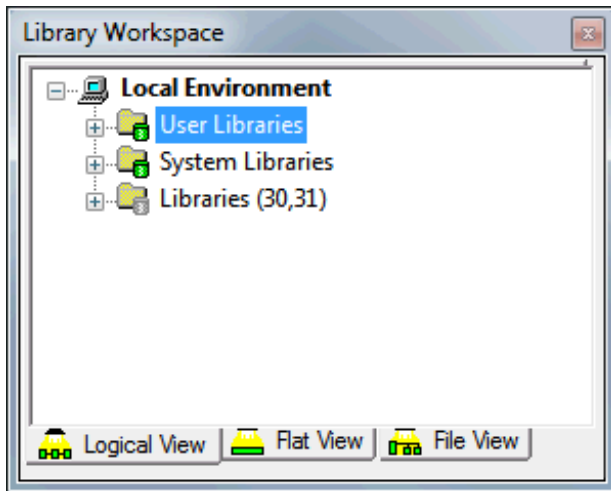 Library Workspace
Local Environment
User Libraries
System Libraries
Libraries (30,31)
Logical View Flat View File View